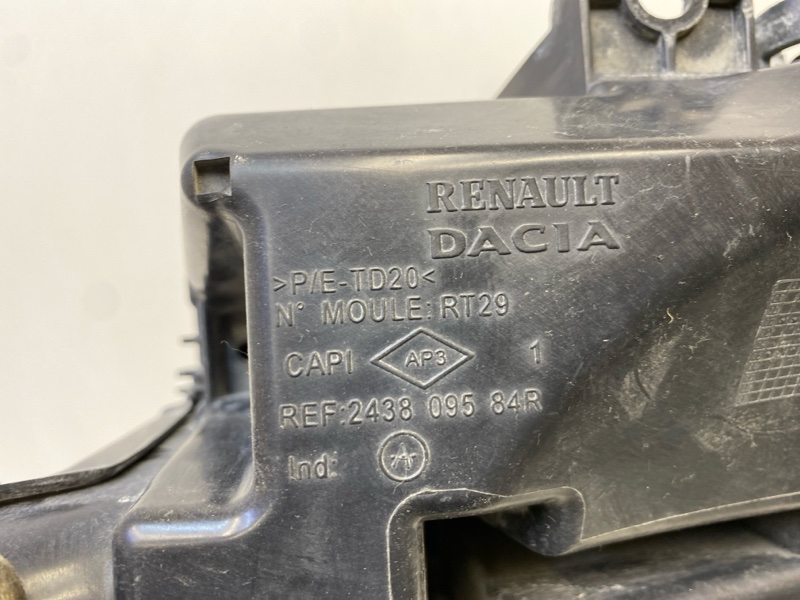 RENAULT
DACIA
>P/E-TD20<
N° MOULE: RT29
CAPI AP3 1
REF:2438 095 84R
Ind: